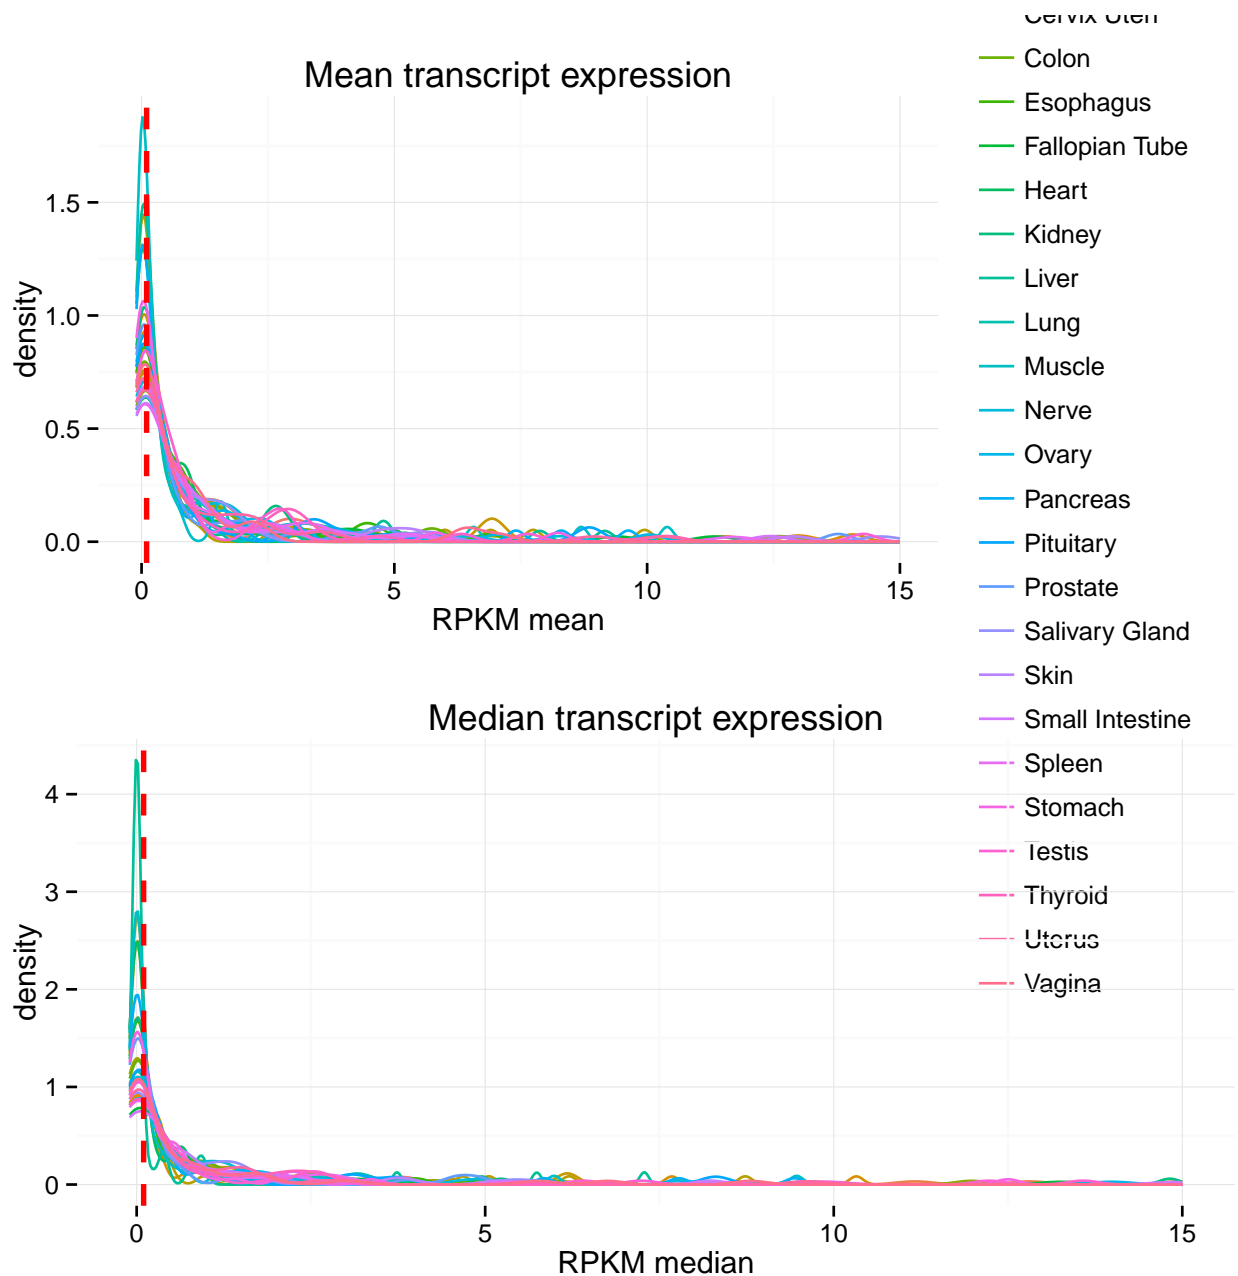 Mean transcript expression
density
1.5
1.0
0.5
0.0
0 5 10 15
RPKM mean
Cervix Uteri
Colon
Esophagus
Fallopian Tube
Heart
Kidney
Liver
Lung
Muscle
Nerve
Ovary
Pancreas
Pituitary
Prostate
Salivary Gland
Skin
Small Intestine
Spleen
Stomach
Testis
Thyroid
Uterus
Vagina
Median transcript expression
density
4
3
2
1
0
0 5 10 15
RPKM median